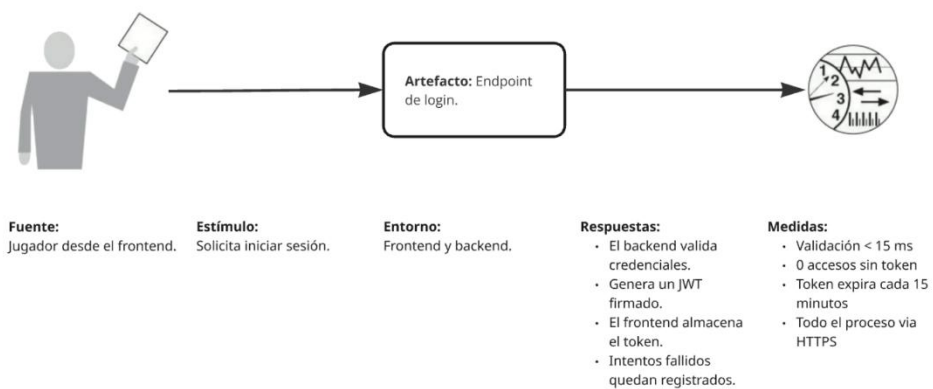 Artefacto: Endpoint
de login.
1
2
3
4
Fuente:
Jugador desde el frontend.
Estímulo:
Solicita iniciar sesión.
Entorno:
Frontend y backend.
Respuestas:
· El backend valida
credenciales.
· Genera un JWT
firmado.
· El frontend almacena
el token.
· Intentos fallidos
quedan registrados.
Medidas:
· Validación < 15 ms
· 0 accesos sin token
· Token expira cada 15
minutos
· Todo el proceso via
HTTPS